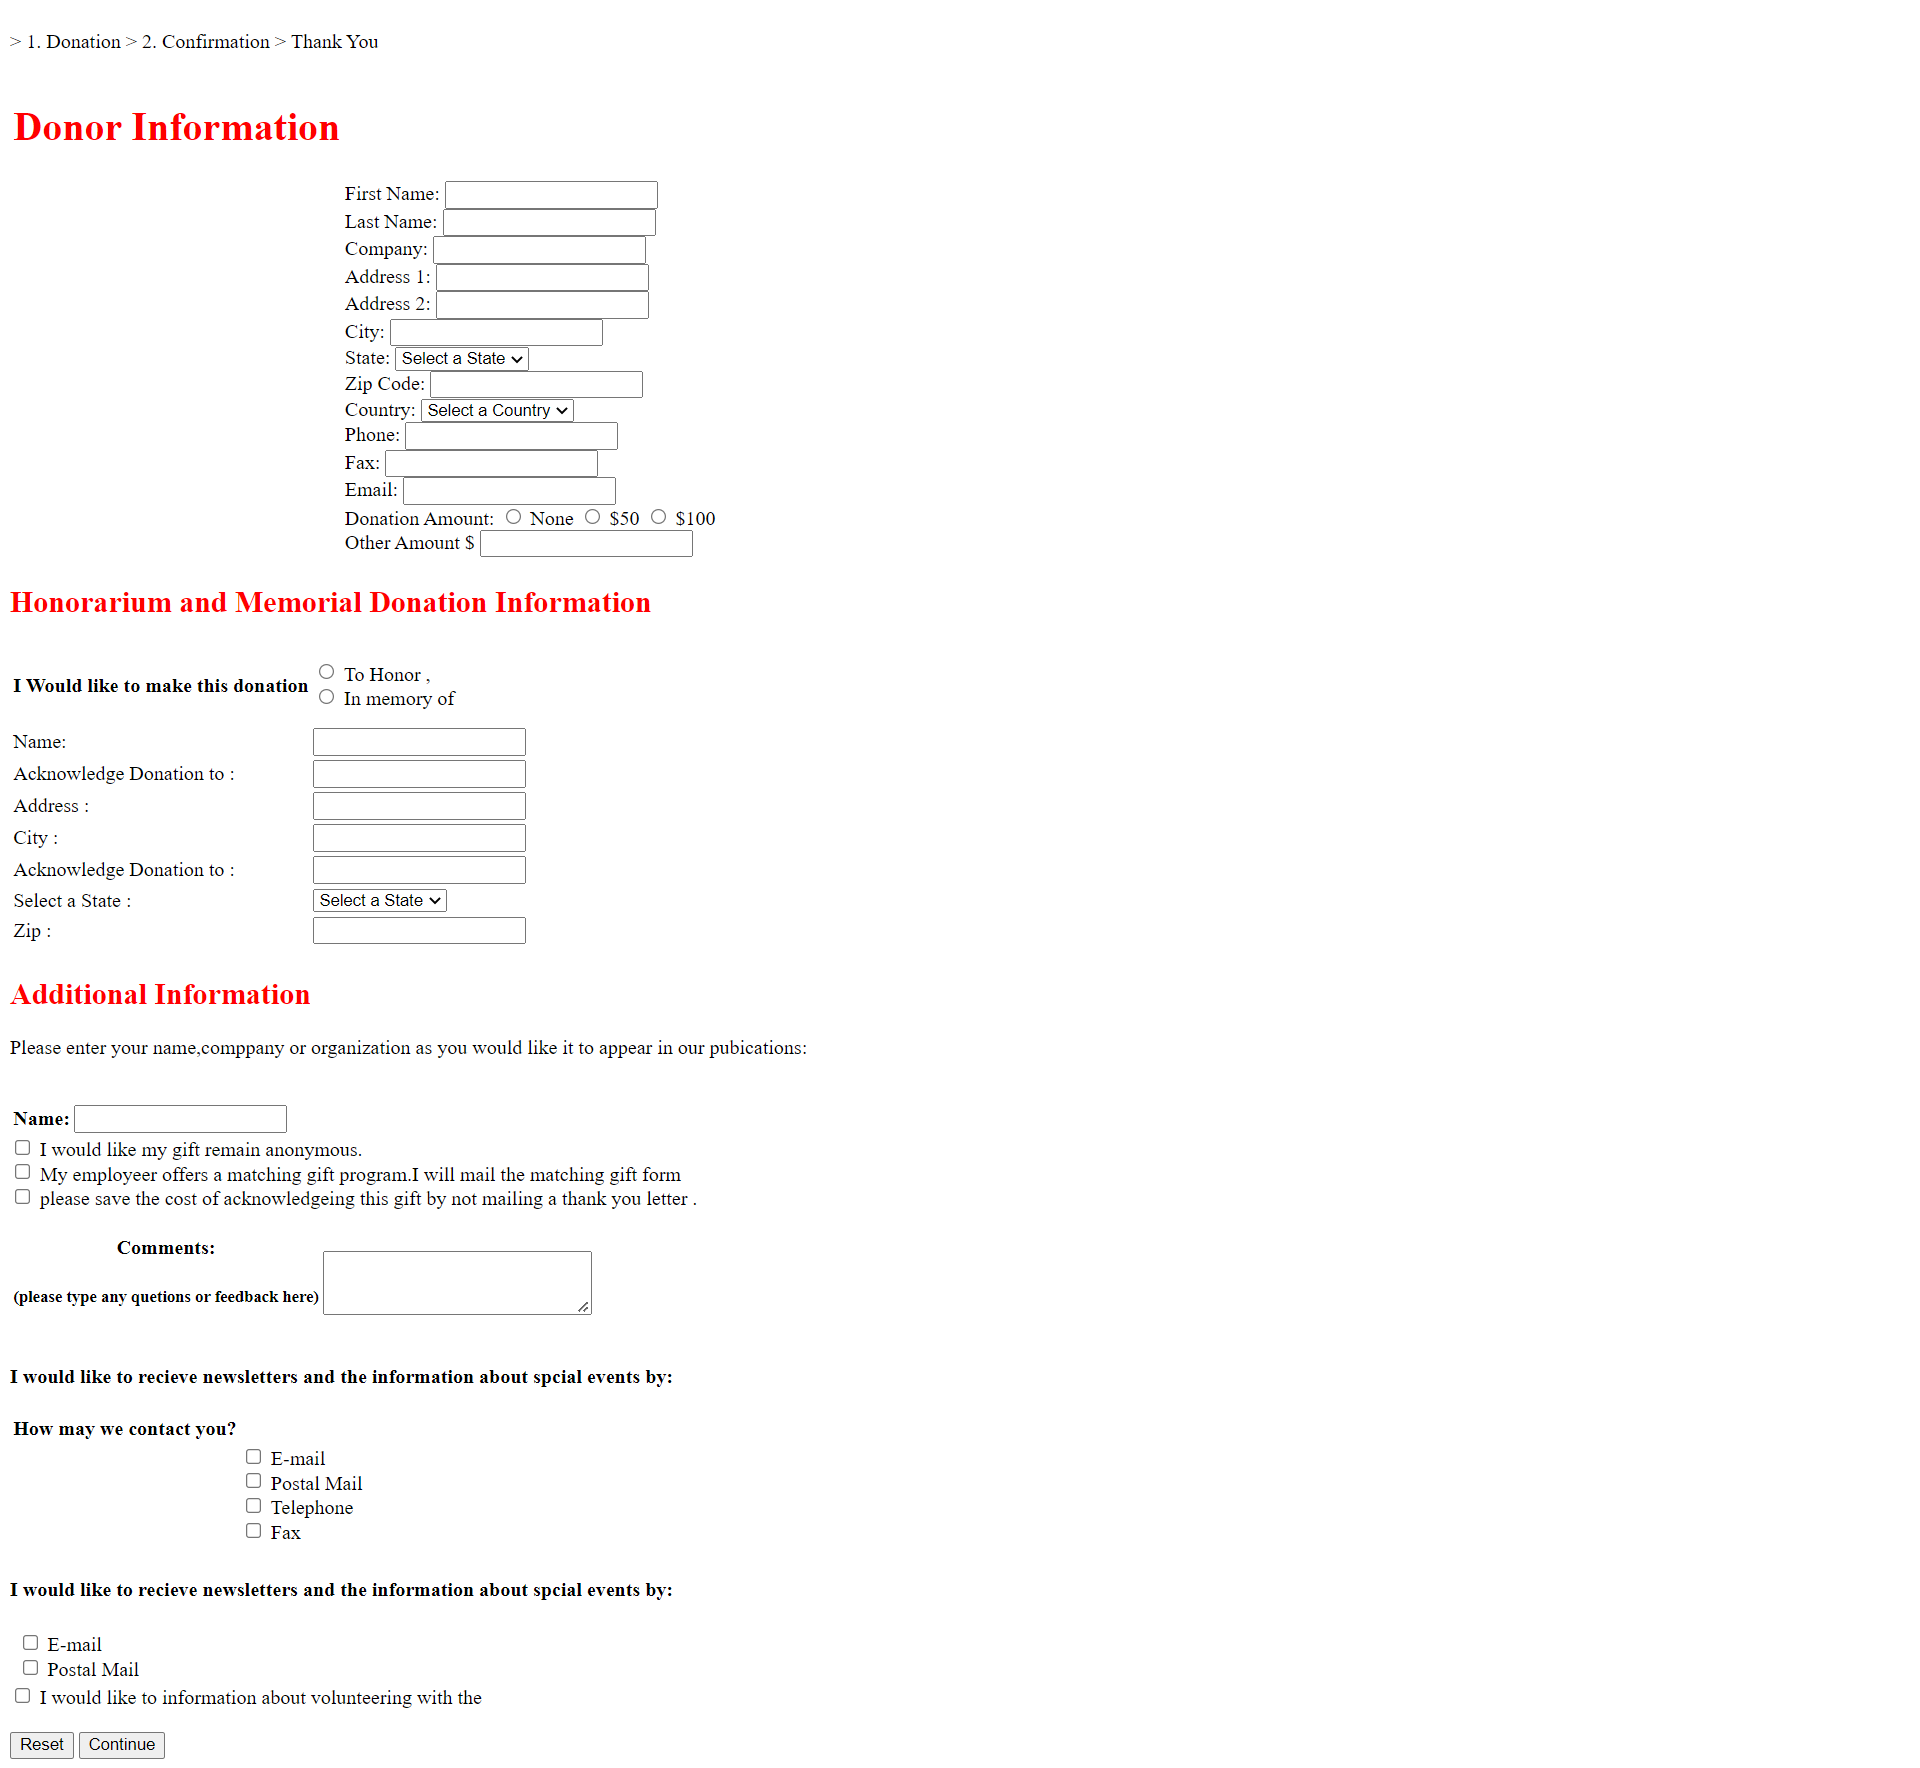 > 1. Donation > 2. Confirmation > Thank You
Donor Information
First Name:
Last Name:
Company:
Address 1:
Address 2:
City:
State: Select a State
Zip Code:
Country: Select a Country
Phone:
Fax:
Email:
Donation Amount: None $50 $100
Other Amount $
Honorarium and Memorial Donation Information
I Would like to make this donation
To Honor ,
In memory of
Name:
Acknowledge Donation to :
Address :
City :
Acknowledge Donation to :
Select a State : Select a State
Zip :
Additional Information
Please enter your name,comppany or organization as you would like it to appear in our pubications:
Name:
I would like my gift remain anonymous.
My employeer offers a matching gift program.I will mail the matching gift form
please save the cost of acknowledgeing this gift by not mailing a thank you letter .
Comments:
(please type any quetions or feedback here)
I would like to recieve newsletters and the information about spcial events by:
How may we contact you?
E-mail
Postal Mail
Telephone
Fax
I would like to recieve newsletters and the information about spcial events by:
E-mail
Postal Mail
I would like to information about volunteering with the
Reset Continue